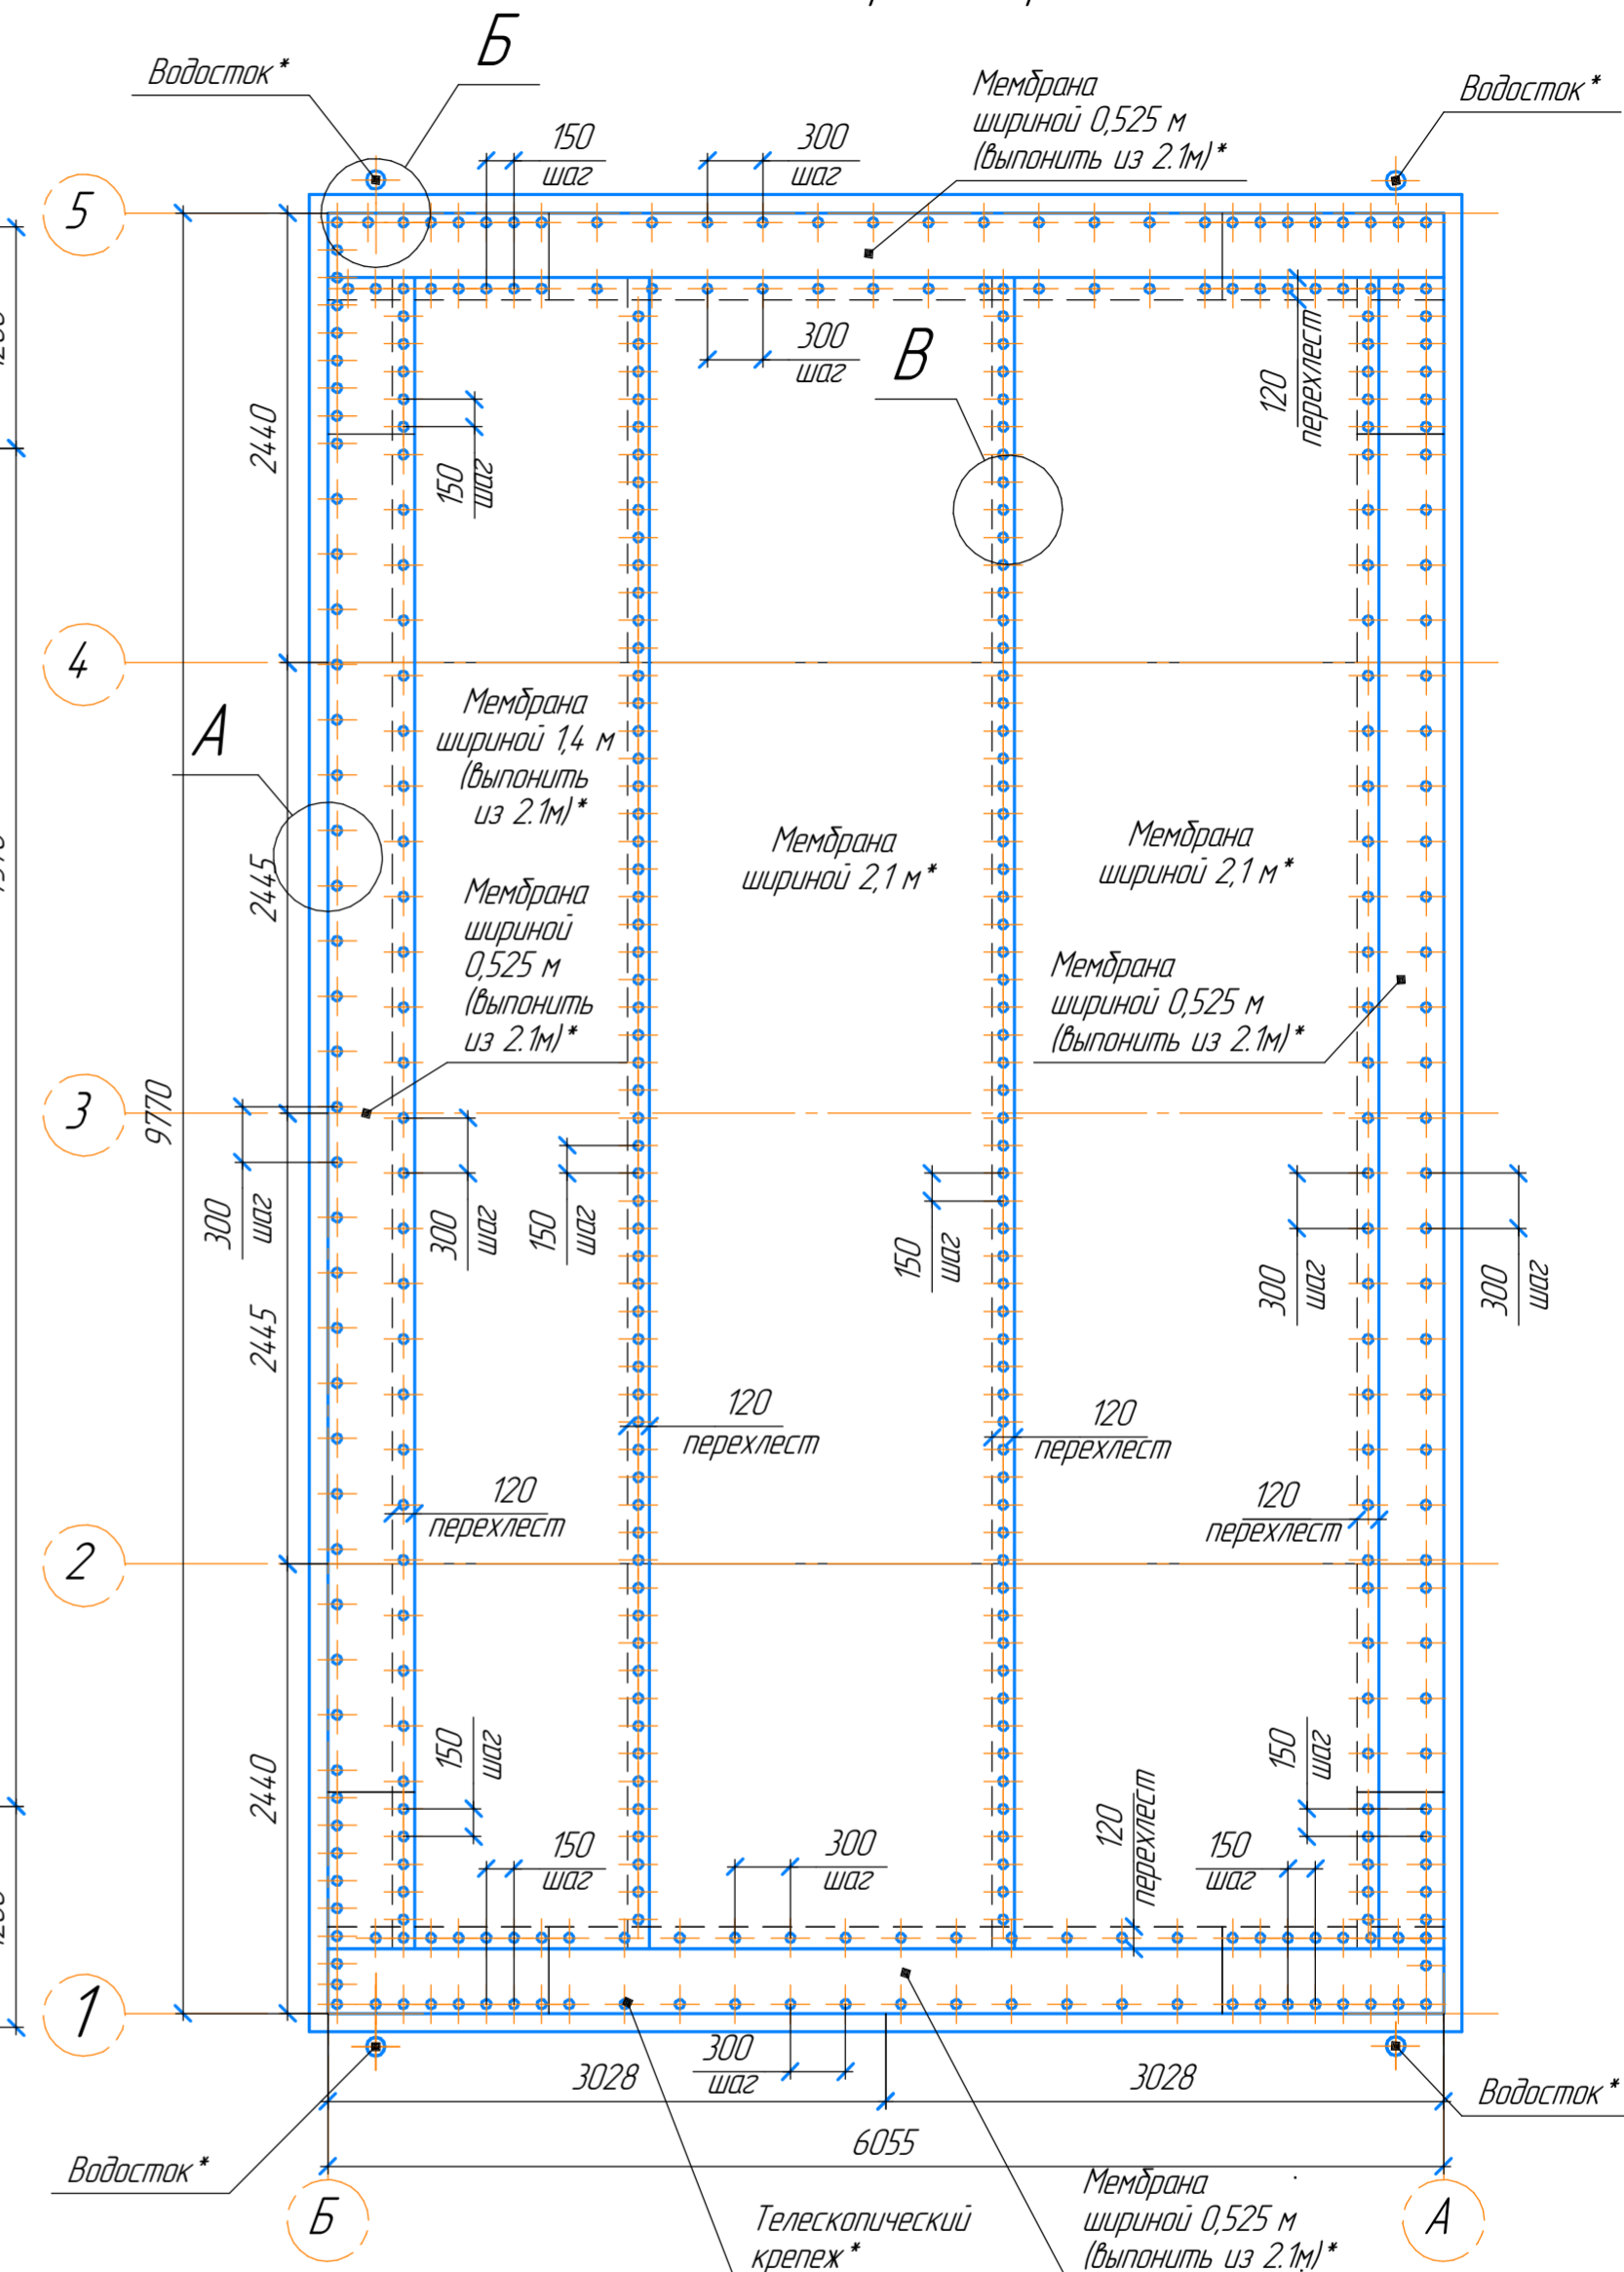 Б
Водосток*
Мембрана
шириной 0,525 м
(выпонить из 2.1м)*
Водосток*
150
шаг
300
шаг
5
300
шаг
В
120
перехлест
2440
150
шаг
4
А
Мембрана
шириной 1,4 м
(выпонить
из 2.1м)*
Мембрана
шириной 2,1 м*
Мембрана
шириной 2,1 м*
2445
Мембрана
шириной
0,525 м
(выпонить
из 2.1м)*
Мембрана
шириной 0,525 м
(выпонить из 2.1м)*
3
9770
300
шаг
300
шаг
150
шаг
150
шаг
300
шаг
300
шаг
2445
120
перехлест
120
перехлест
120
перехлест
120
перехлест
2
2440
150
шаг
150
шаг
120
перехлест
150
шаг
300
шаг
150
шаг
1
300
шаг
3028
3028
6055
Водосток*
Водосток*
Б
Телескопический
крепеж*
Мембрана
шириной 0,525 м
(выпонить из 2.1м)*
А